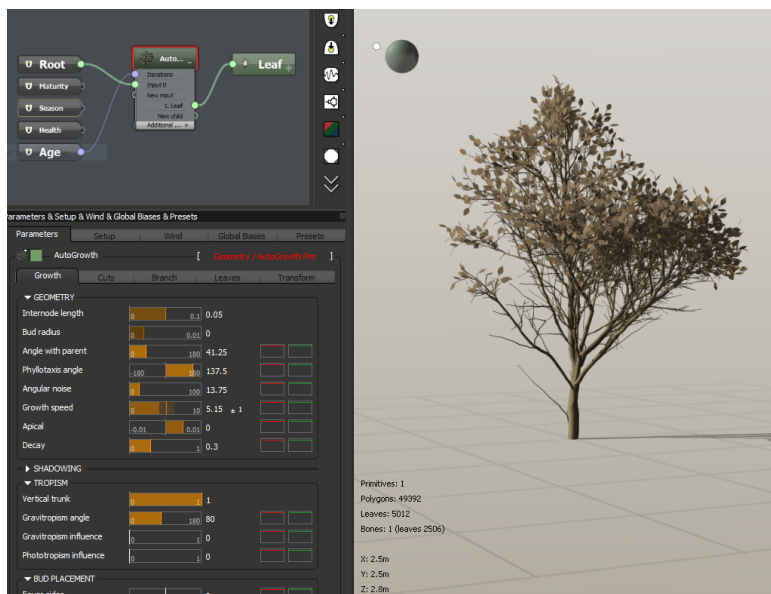 Root
Maturity
Season
Health
Age
Auto...
Iterations
Input 0
New input
1. Leaf
New child
Additional ... +
Leaf
Parameters & Setup & Wind & Global Biases & Presets
Parameters Setup Wind Global Biases Presets
AutoGrowth [ Geometry / AutoGrowth Prim ]
Growth Cuts Branch Leaves Transform
GEOMETRY
Internode length 0 0.1 0.05
Bud radius 0 0.01 0
Angle with parent 0 180 41.25
Phyllotaxis angle -180 180 137.5
Angular noise 0 100 13.75
Growth speed 0 10 5.15 ± 1
Apical -0.01 0.01 0
Decay 0 1 0.3
SHADOWING
TROPISM
Vertical trunk 0 1 1
Gravitropism angle 0 180 80
Gravitropism influence 0 1 0
Phototropism influence 0 1 0
BUD PLACEMENT
Primitives: 1
Polygons: 49392
Leaves: 5012
Bones: 1 (leaves 2506)
X: 2.5m
Y: 2.5m
Z: 2.8m